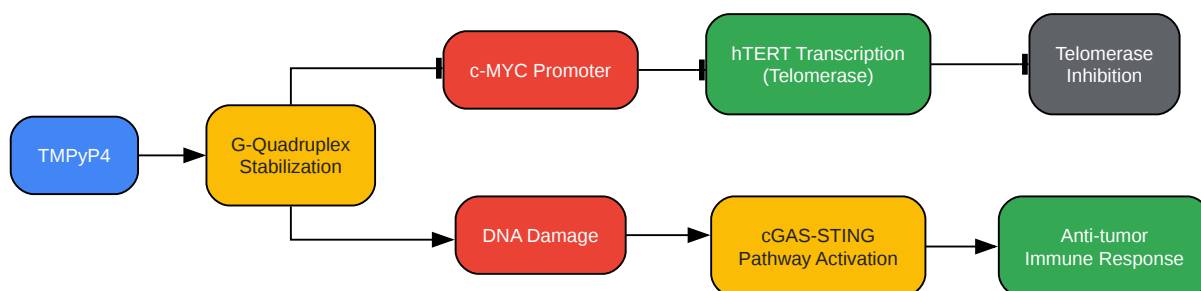 TMPyP4
G-Quadruplex
Stabilization
c-MYC Promoter
hTERT Transcription
(Telomerase)
Telomerase
Inhibition
DNA Damage
cGAS-STING
Pathway Activation
Anti-tumor
Immune Response